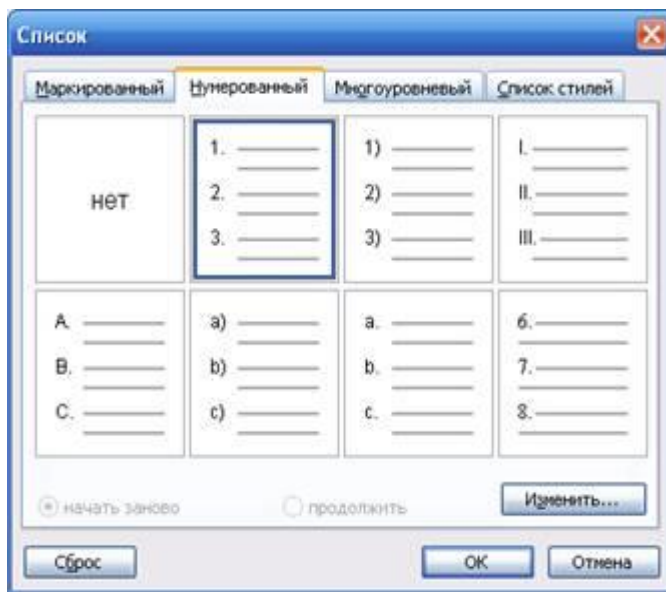 Список
Маркированный Нумерованный Многоуровневый Список стилей
нет
1.
2.
3.
1)
2)
3)
I.
II.
III.
A.
B.
C.
a)
b)
c)
a.
b.
c.
6.
7.
8.
начать заново продолжить Изменить...
Сброс ОК Отмена